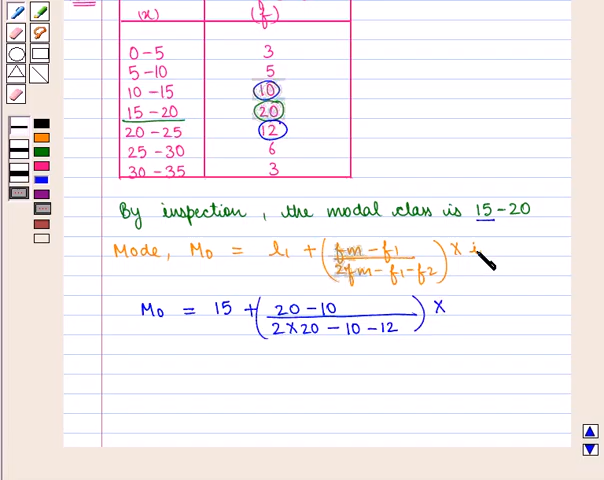 (x) (f)
0-5 3
5-10 5
10-15 10
15-20 20
20-25 12
25-30 6
30-35 3
By inspection, the modal class is 15-20
Mode, Mo = l₁ + (fm - f₁ / 2fm - f₁ - f₂) × i
Mo = 15 + (20 - 10 / 2×20 - 10 - 12) ×